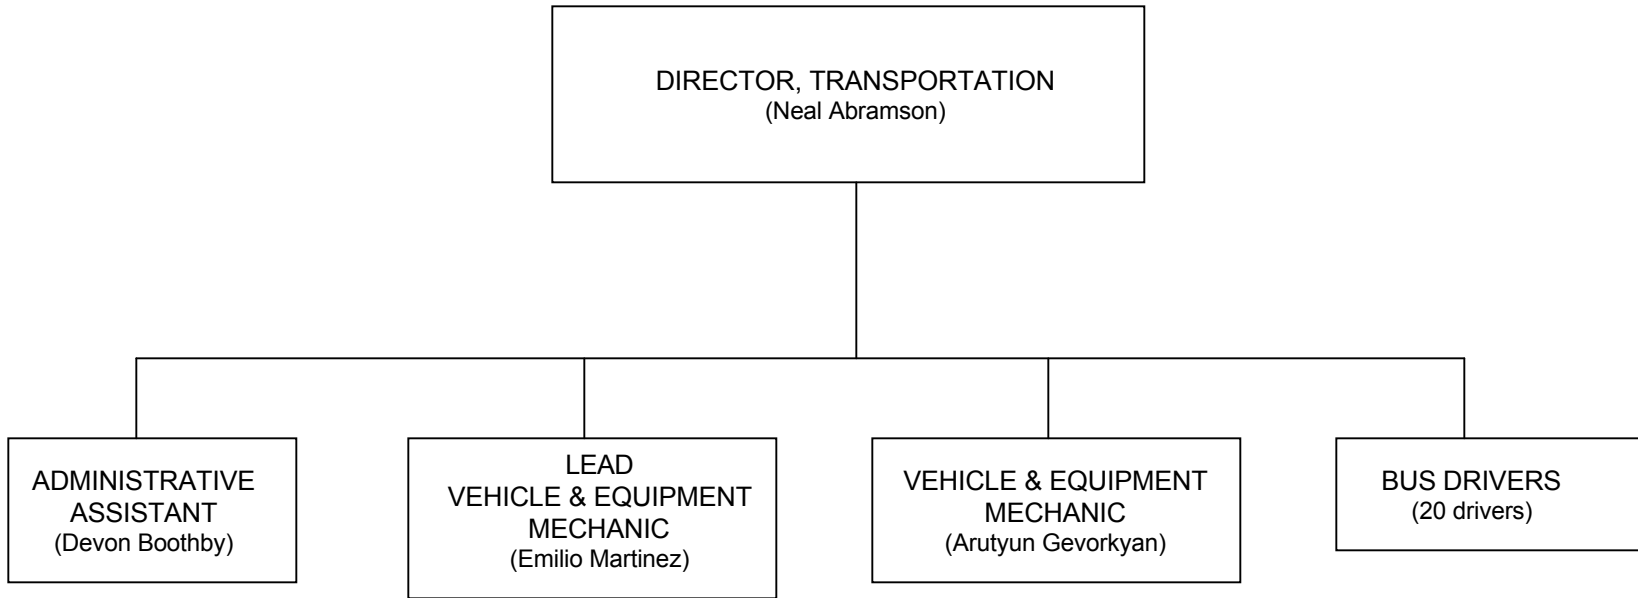 DIRECTOR, TRANSPORTATION
(Neal Abramson)
ADMINISTRATIVE
ASSISTANT
(Devon Boothby)
LEAD
VEHICLE & EQUIPMENT
MECHANIC
(Emilio Martinez)
VEHICLE & EQUIPMENT
MECHANIC
(Arutyun Gevorkyan)
BUS DRIVERS
(20 drivers)